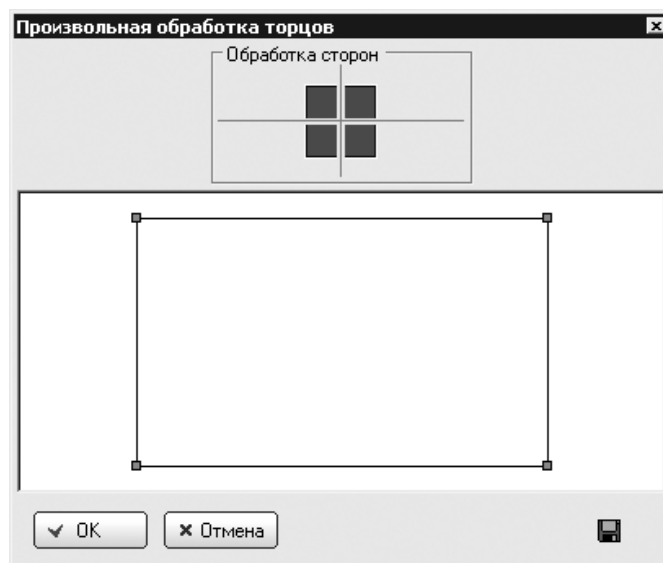 Произвольная обработка торцов
Обработка сторон
OK
Отмена